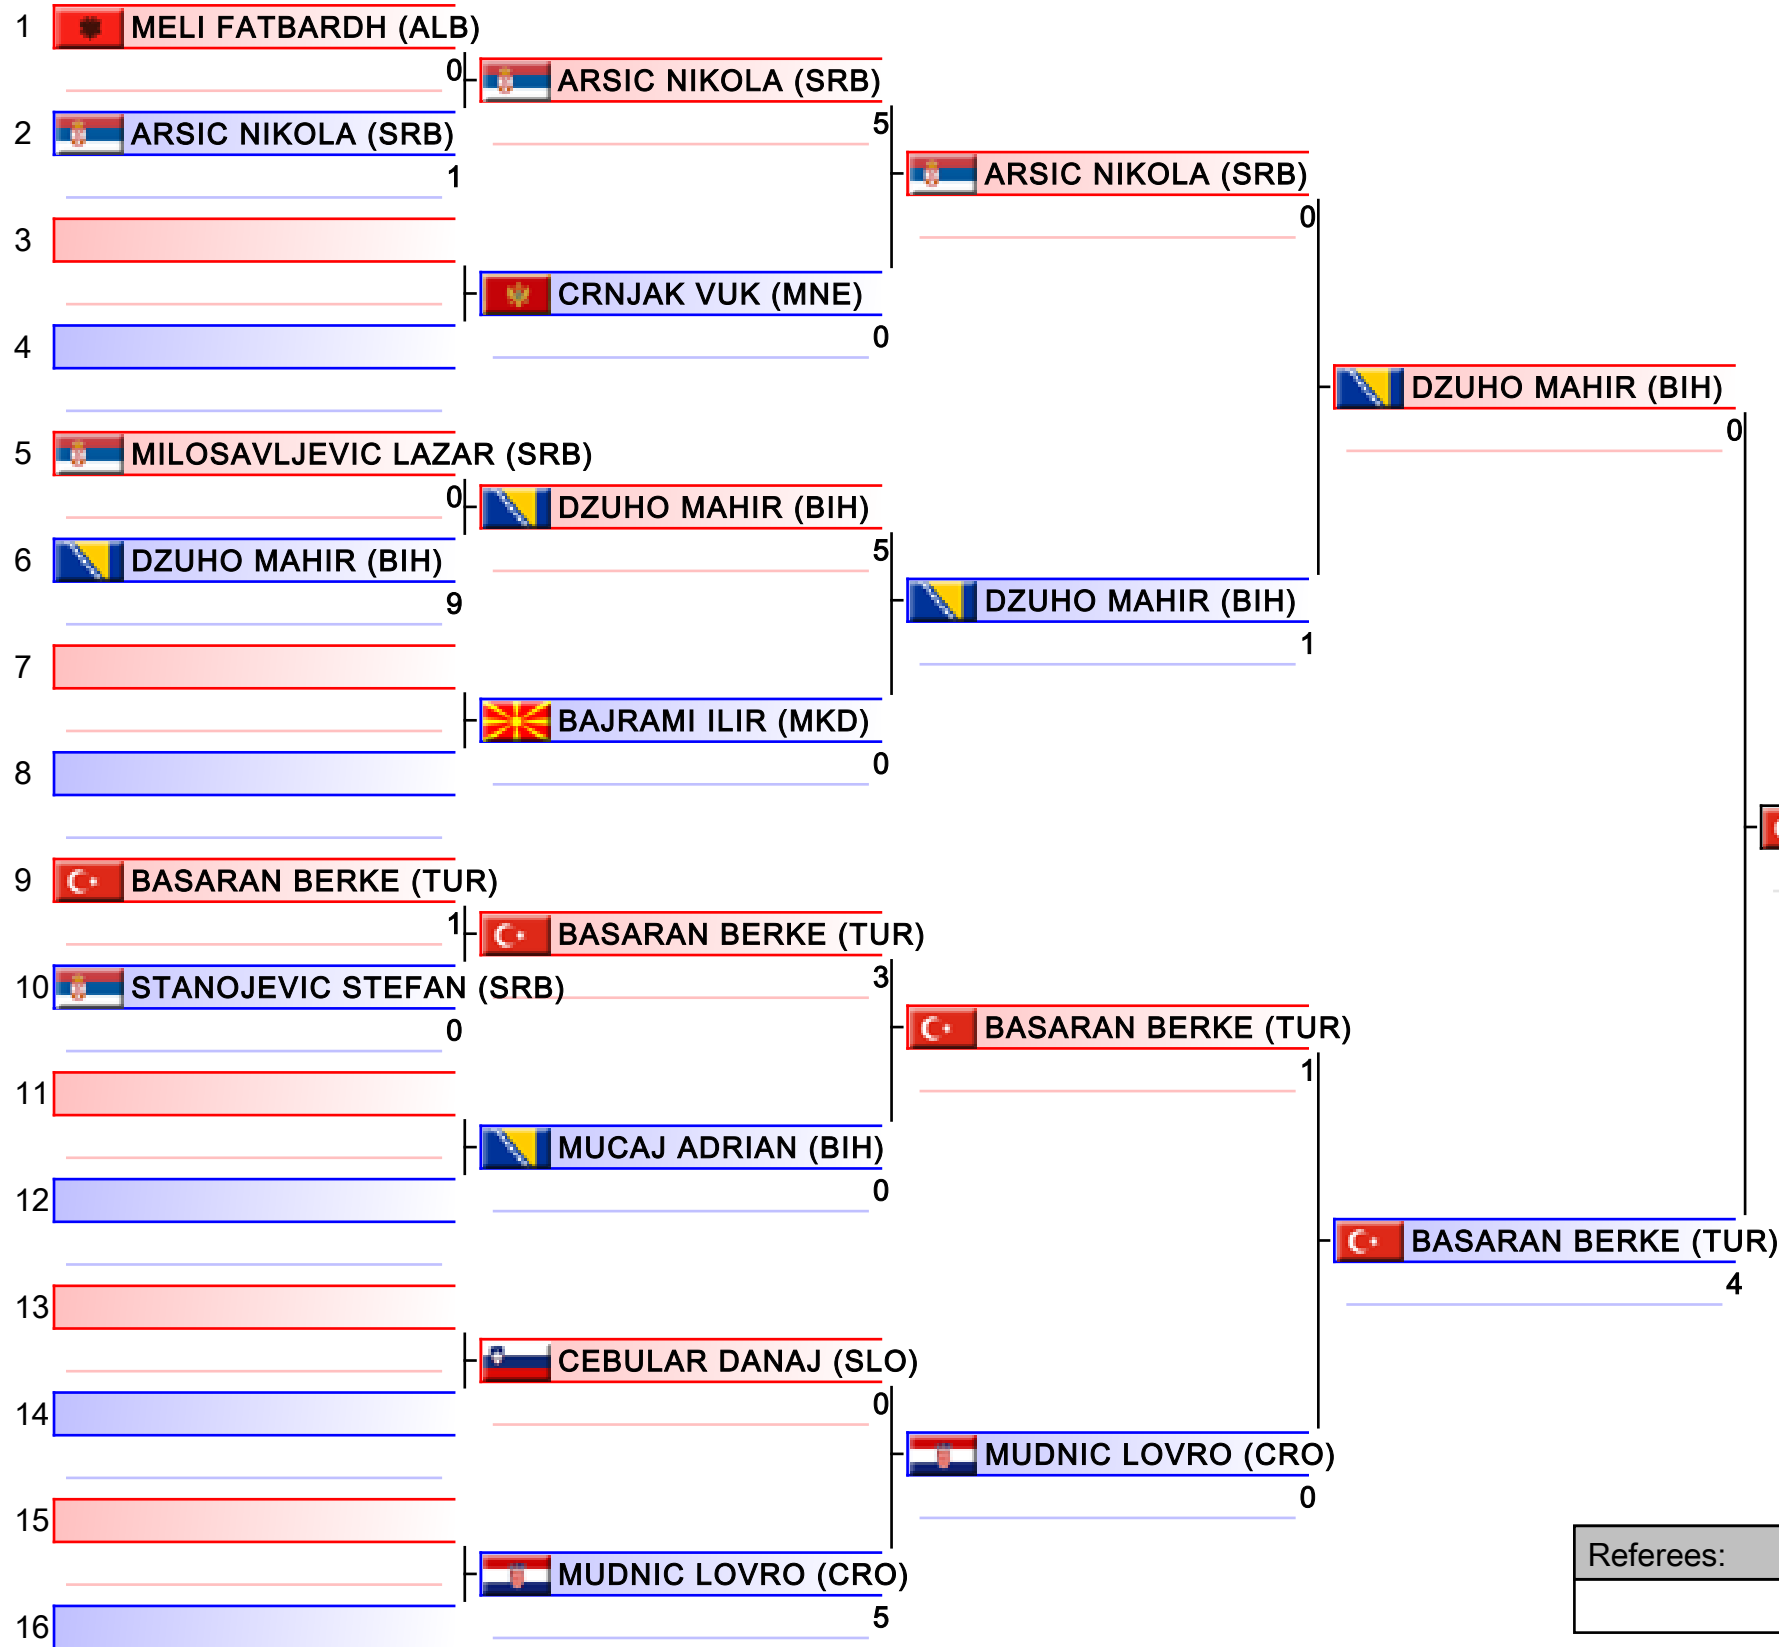 1 MELI FATBARDH (ALB)
0
ARSIC NIKOLA (SRB)
5
2 ARSIC NIKOLA (SRB)
1
ARSIC NIKOLA (SRB)
0
3
CRNJAK VUK (MNE)
0
4
DZUHO MAHIR (BIH)
0
5 MILOSAVLJEVIC LAZAR (SRB)
0
DZUHO MAHIR (BIH)
5
6 DZUHO MAHIR (BIH)
9
DZUHO MAHIR (BIH)
1
7
BAJRAMI ILIR (MKD)
0
8
9 BASARAN BERKE (TUR)
1
BASARAN BERKE (TUR)
3
10 STANOJEVIC STEFAN (SRB)
0
BASARAN BERKE (TUR)
1
11
MUCAJ ADRIAN (BIH)
0
12
BASARAN BERKE (TUR)
4
13
CEBULAR DANAJ (SLO)
0
14
MUDNIC LOVRO (CRO)
0
15
MUDNIC LOVRO (CRO)
5
16
Referees: